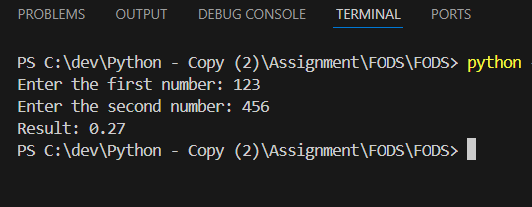 PROBLEMS OUTPUT DEBUG CONSOLE TERMINAL PORTS
PS C:\dev\Python - Copy (2)\Assignment\FODS\FODS> python
Enter the first number: 123
Enter the second number: 456
Result: 0.27
PS C:\dev\Python - Copy (2)\Assignment\FODS\FODS>